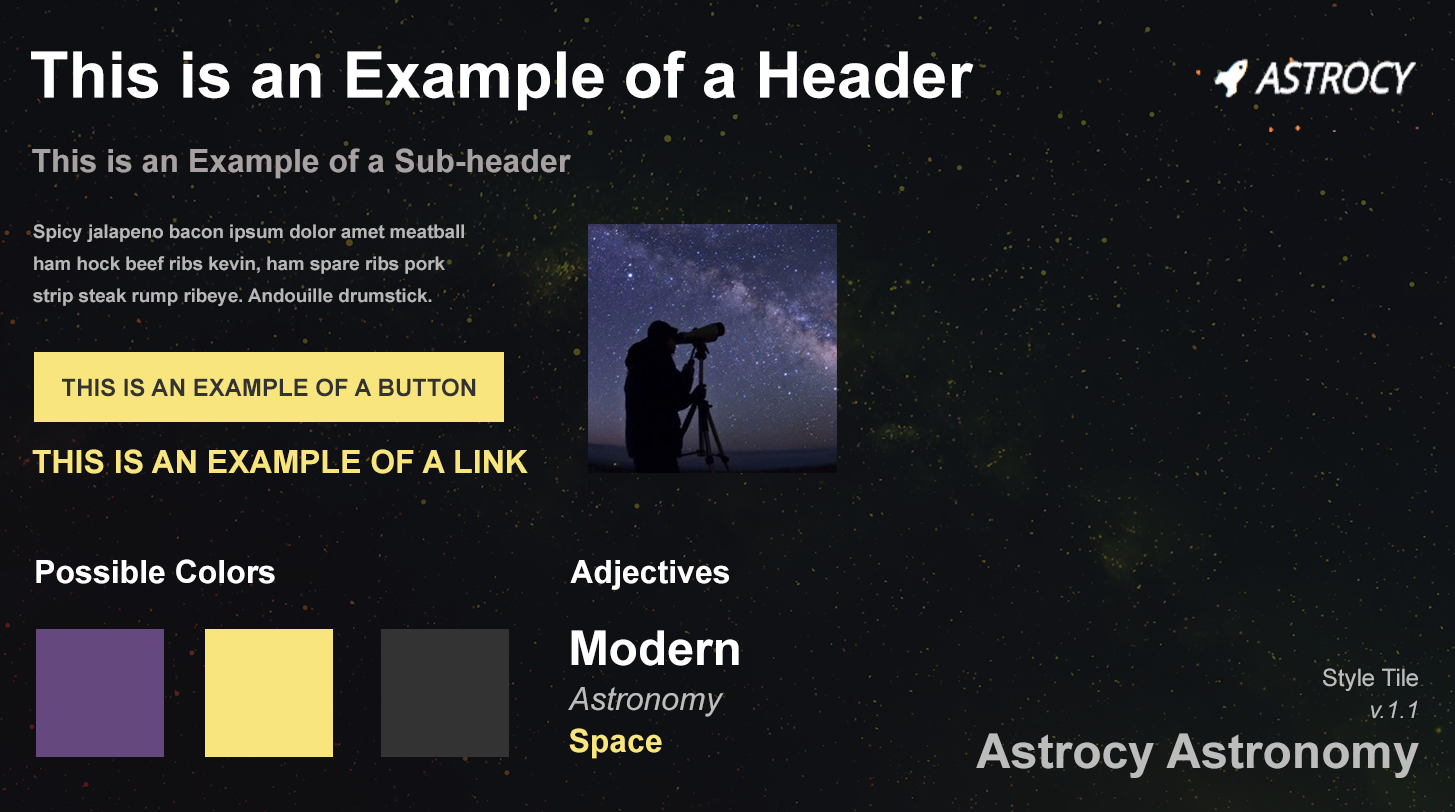 This is an Example of a Header
ASTROCY
This is an Example of a Sub-header
Spicy jalapeno bacon ipsum dolor amet meatball
ham hock beef ribs kevin, ham spare ribs pork
strip steak rump ribeye. Andouille drumstick.
THIS IS AN EXAMPLE OF A BUTTON
THIS IS AN EXAMPLE OF A LINK
Possible Colors
Adjectives
Modern
Astronomy
Space
Style Tile
v.1.1
Astrocy Astronomy